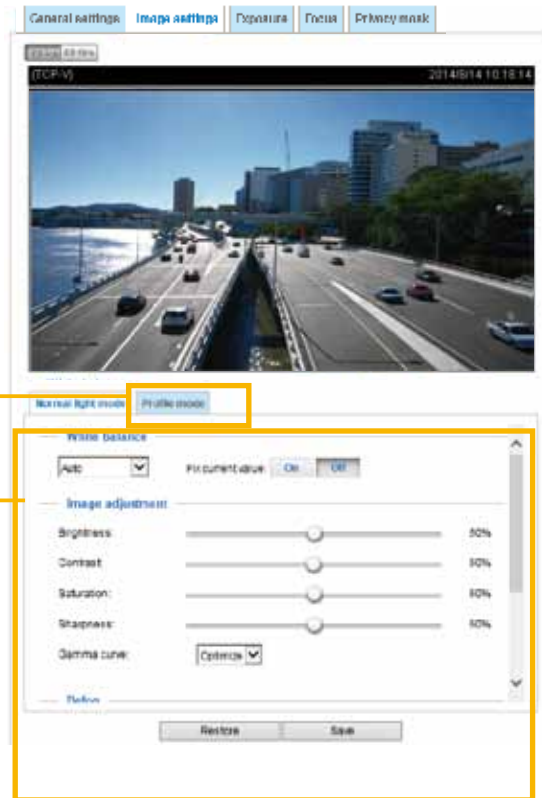 General settings Image settings Exposure Focus Privacy mask
(TCP-V) 2014/8/14 10:18:14
Normal light mode Profile mode
White balance
Auto Fix current value: On Off
Image adjustment
Brightness: 50%
Contrast: 50%
Saturation: 50%
Sharpness: 50%
Gamma curve: Optimize
Defog
Restore Save